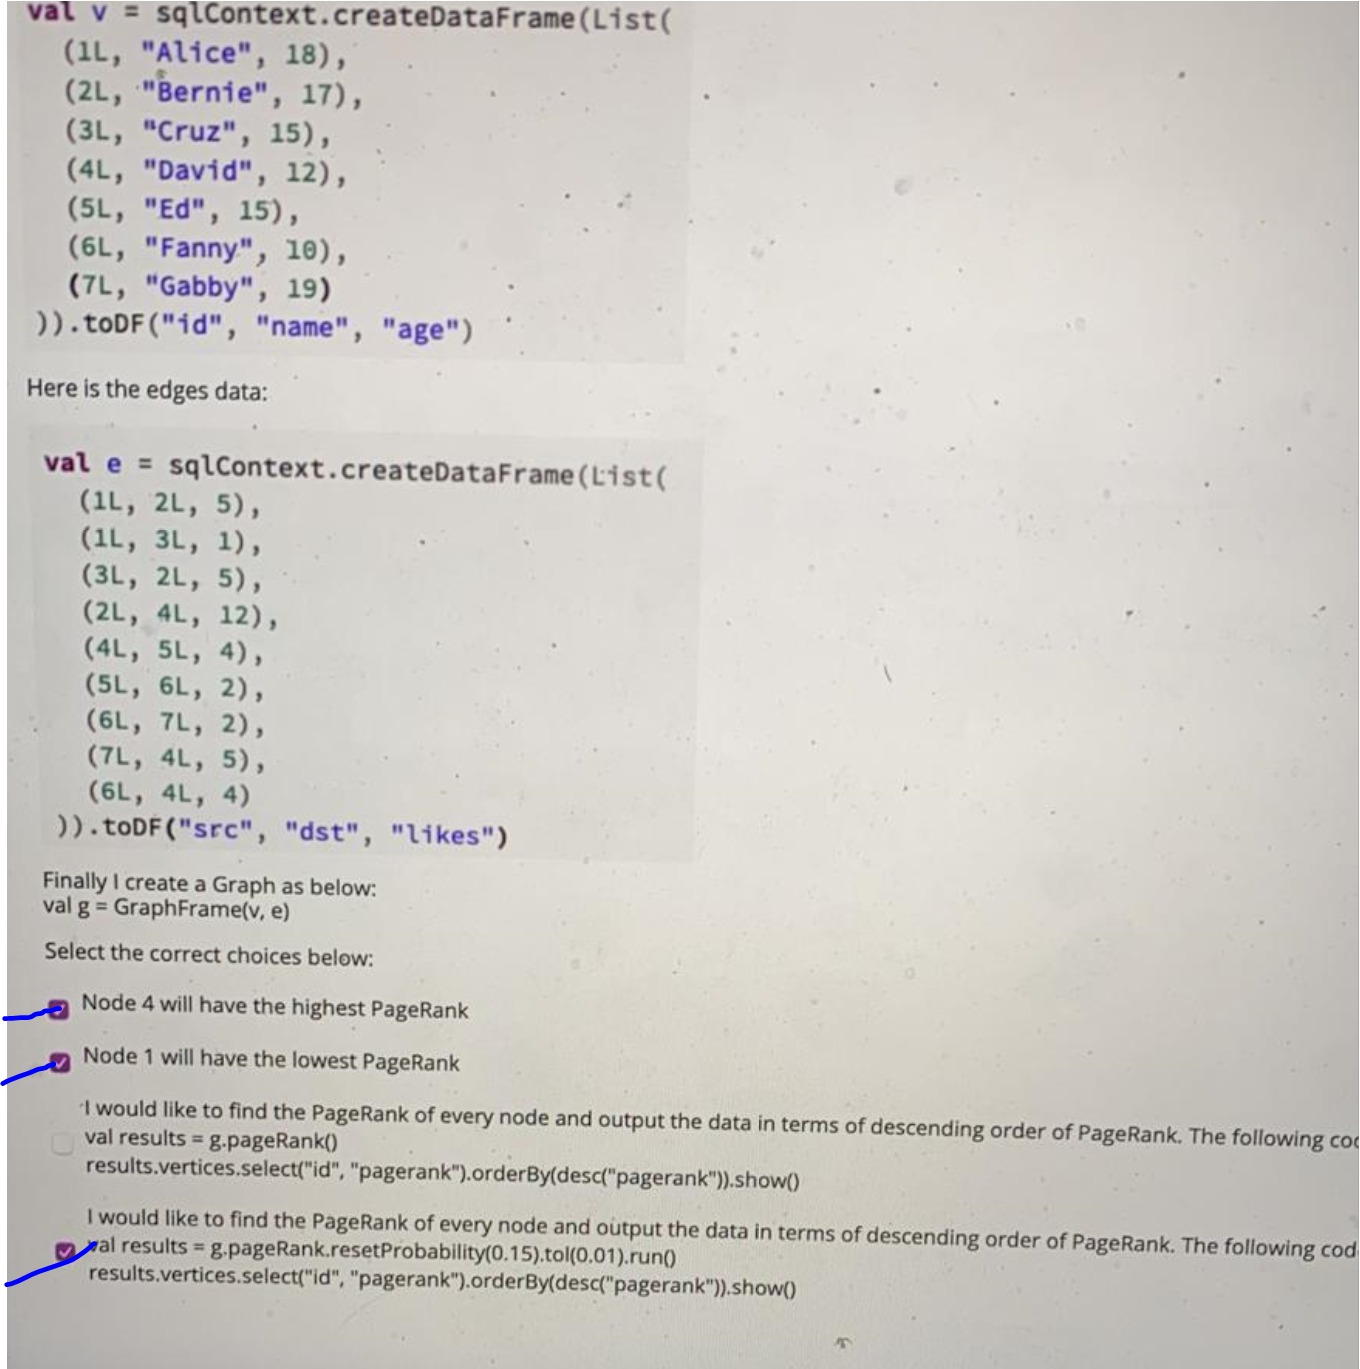 val v = sqlContext.createDataFrame(List(
(1L, "Alice", 18),
(2L, "Bernie", 17),
(3L, "Cruz", 15),
(4L, "David", 12),
(5L, "Ed", 15),
(6L, "Fanny", 10),
(7L, "Gabby", 19)
)).toDF("id", "name", "age")
Here is the edges data:
val e = sqlContext.createDataFrame(List(
(1L, 2L, 5),
(1L, 3L, 1),
(3L, 2L, 5),
(2L, 4L, 12),
(4L, 5L, 4),
(5L, 6L, 2),
(6L, 7L, 2),
(7L, 4L, 5),
(6L, 4L, 4)
)).toDF("src", "dst", "likes")
Finally I create a Graph as below:
val g = GraphFrame(v, e)
Select the correct choices below:
Node 4 will have the highest PageRank
Node 1 will have the lowest PageRank
I would like to find the PageRank of every node and output the data in terms of descending order of PageRank. The following
val results = g.pageRank()
results.vertices.select("id", "pagerank").orderBy(desc("pagerank")).show()
I would like to find the PageRank of every node and output the data in terms of descending order of PageRank. The following cod
val results = g.pageRank.resetProbability(0.15).tol(0.01).run()
results.vertices.select("id", "pagerank").orderBy(desc("pagerank")).show()